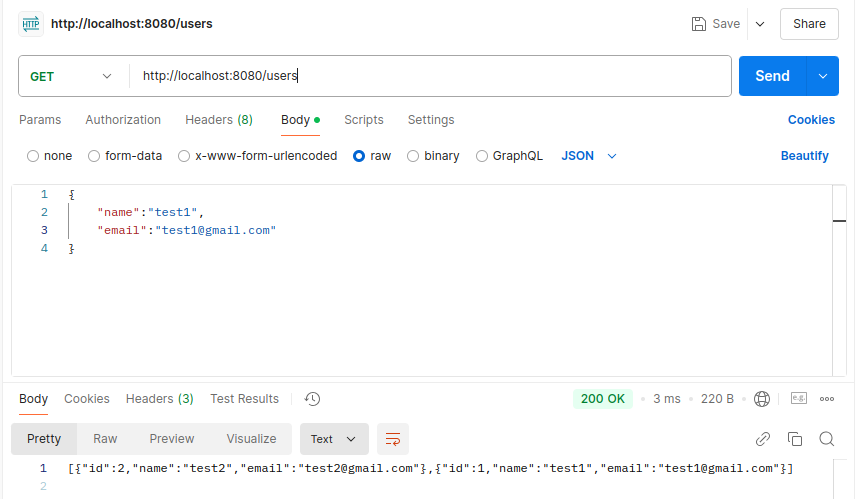 HTTP http://localhost:8080/users Save Share
GET http://localhost:8080/users Send
Params Authorization Headers (8) Body Scripts Settings Cookies
none form-data x-www-form-urlencoded raw binary GraphQL JSON Beautify
1 {
2 "name":"test1",
3 "email":"test1@gmail.com"
4 }
Body Cookies Headers (3) Test Results 200 OK 3 ms 220 B e.g.
Pretty Raw Preview Visualize Text
1 [{"id":2,"name":"test2","email":"test2@gmail.com"},{"id":1,"name":"test1","email":"test1@gmail.com"}]
2